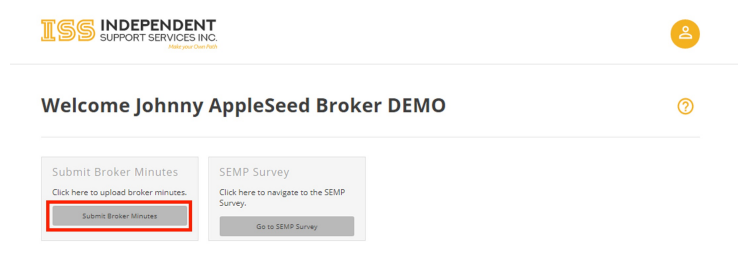 ISS INDEPENDENT
SUPPORT SERVICES INC.
Make your Own Path
Welcome Johnny AppleSeed Broker DEMO
?
Submit Broker Minutes
Click here to upload broker minutes.
Submit Broker Minutes
SEMP Survey
Click here to navigate to the SEMP
Survey.
Go to SEMP Survey